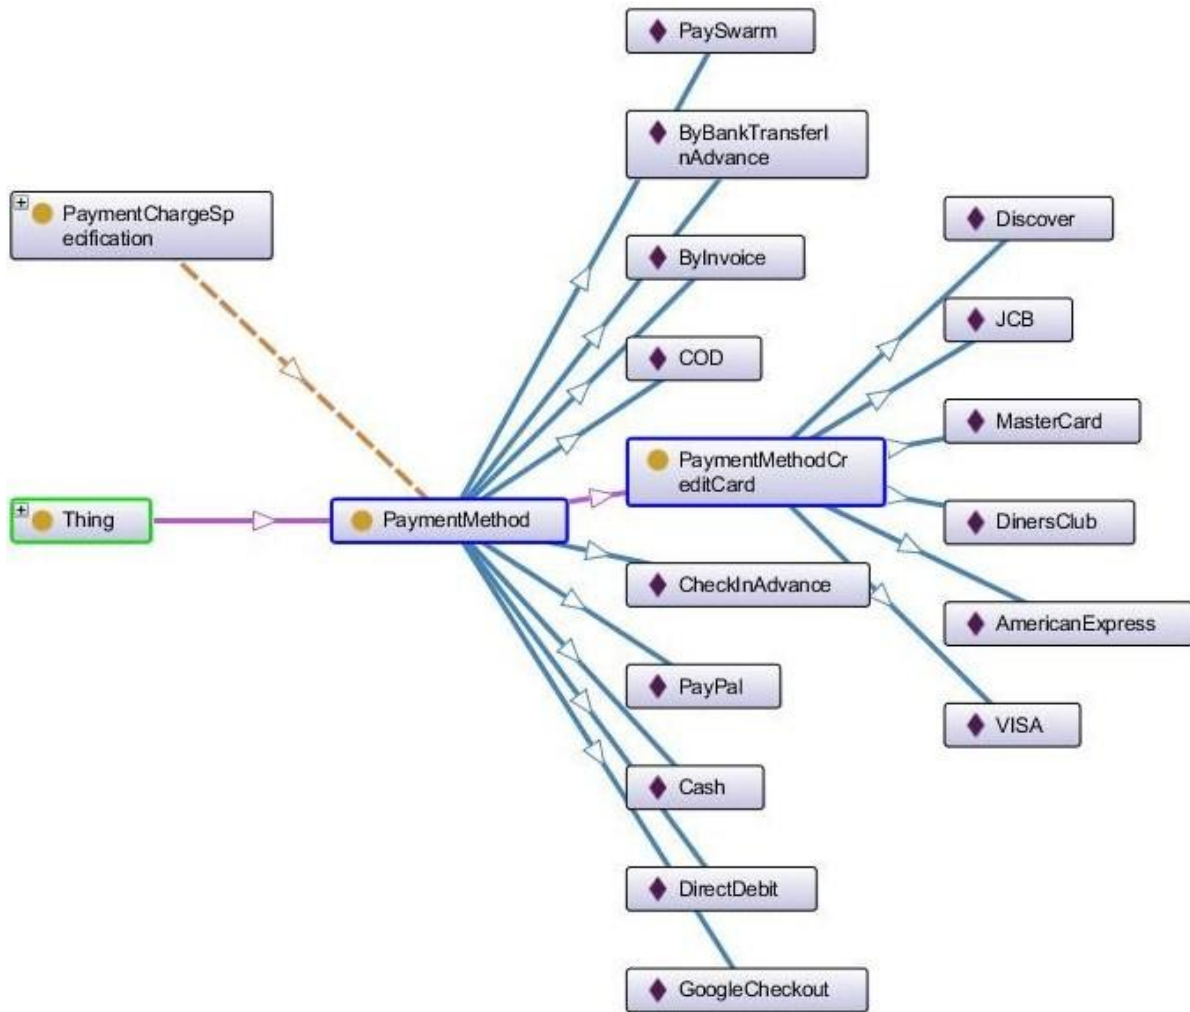 PaySwarm
ByBankTransferI
nAdvance
PaymentChargeSp
ecification
Discover
ByInvoice
JCB
COD
MasterCard
PaymentMethodCr
editCard
Thing
PaymentMethod
DinersClub
CheckInAdvance
AmericanExpress
PayPal
VISA
Cash
DirectDebit
GoogleCheckout